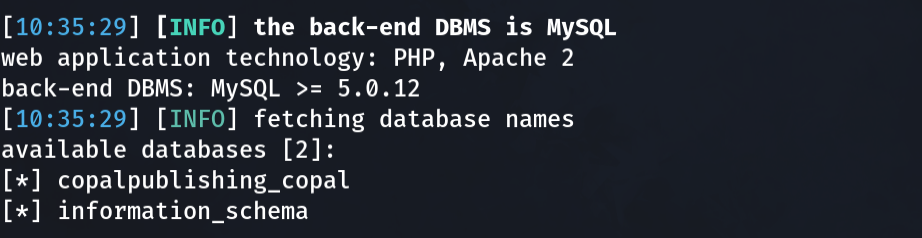 [10:35:29] [INFO] the back-end DBMS is MySQL
web application technology: PHP, Apache 2
back-end DBMS: MySQL >= 5.0.12
[10:35:29] [INFO] fetching database names
available databases [2]:
[*] copalpublishing_copal
[*] information_schema